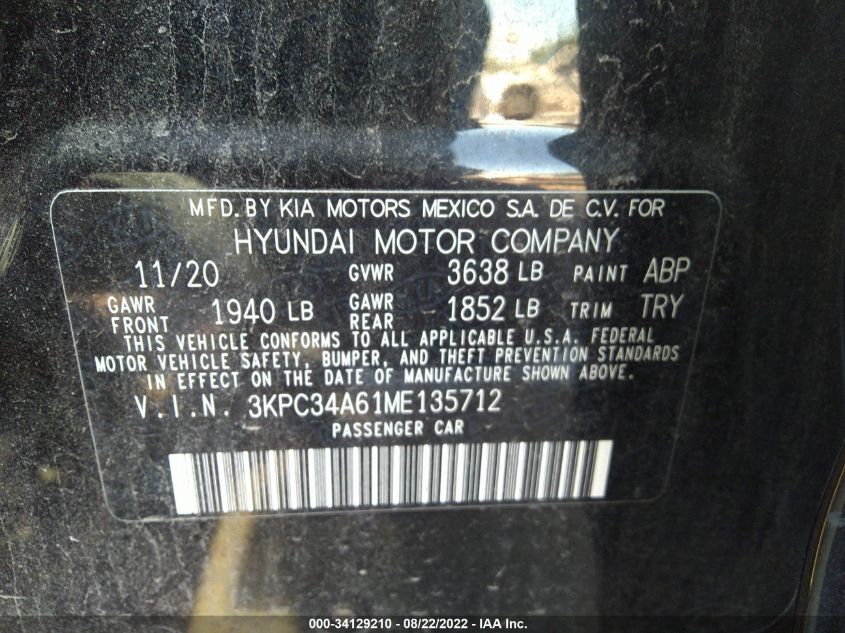 MFD. BY KIA MOTORS MEXICO S.A. DE C.V. FOR
HYUNDAI MOTOR COMPANY
11/20 GVWR 3638 LB PAINT ABP
GAWR FRONT 1940 LB GAWR REAR 1852 LB TRIM TRY
THIS VEHICLE CONFORMS TO ALL APPLICABLE U.S.A. FEDERAL
MOTOR VEHICLE SAFETY, BUMPER, AND THEFT PREVENTION STANDARDS
IN EFFECT ON THE DATE OF MANUFACTURE SHOWN ABOVE.
V.I.N. 3KPC34A61ME135712
PASSENGER CAR
000-34129210 - 08/22/2022 - IAA Inc.